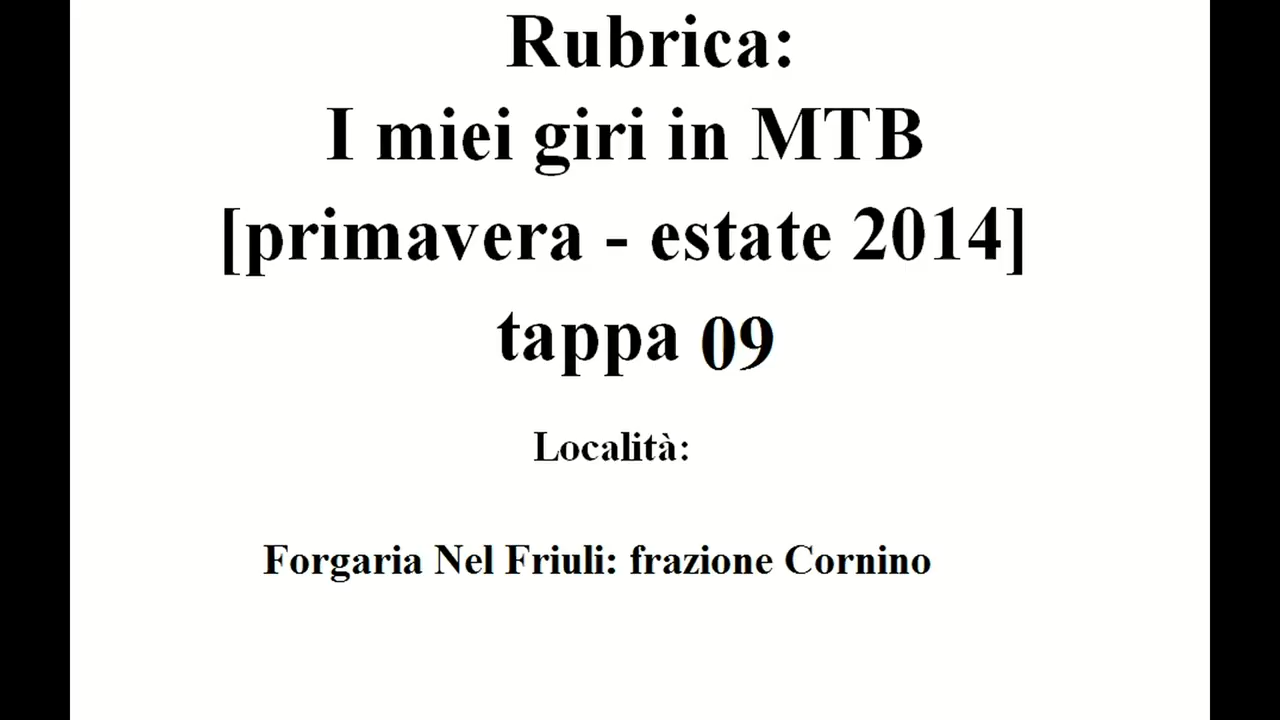 Rubrica:
I miei giri in MTB
[primavera - estate 2014]
tappa 09
Località:
Forgaria Nel Friuli: frazione Cornino